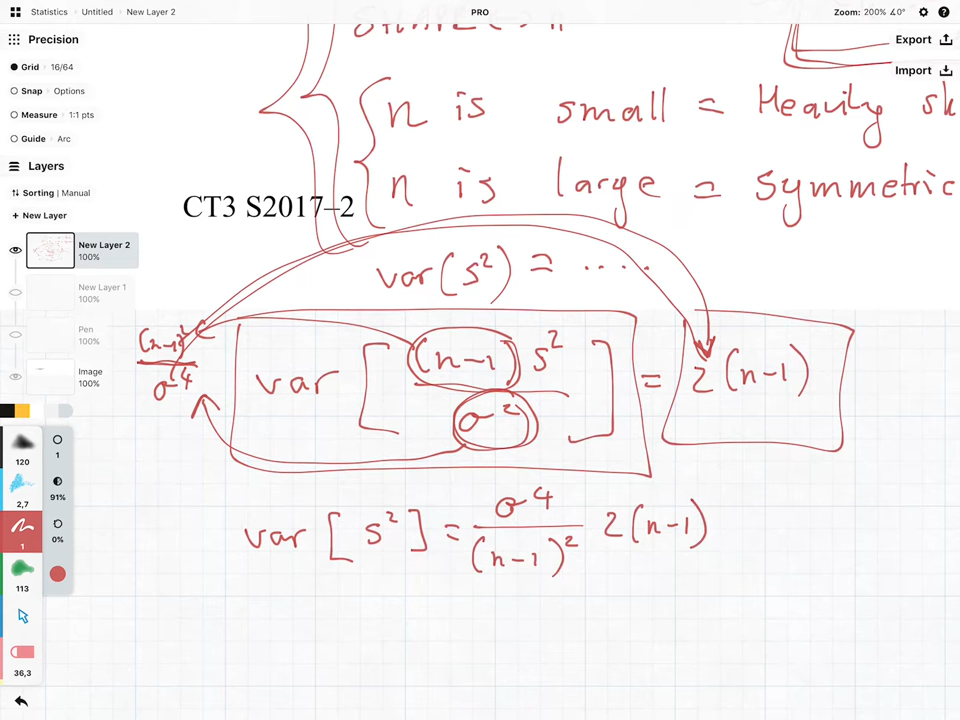 Statistics › Untitled › New Layer 2 PRO Zoom: 200% ∡0°
Precision Export
Grid › 16/64 Import
Snap › Options
Measure › 1:1 pts
Guide › Arc
Layers
Sorting | Manual
+ New Layer
New Layer 2
100%
New Layer 1
100%
Pen
100%
Image
100%
120
1
2,7
91%
1
0%
113
36,3
n is small = Heavily sk
n is large = symmetric
CT3 S2017–2
var(s²) = .....
(n-1)²/σ⁴
var [(n-1)s²/σ²] = 2(n-1)
var [s²] = σ⁴/(n-1)² 2(n-1)